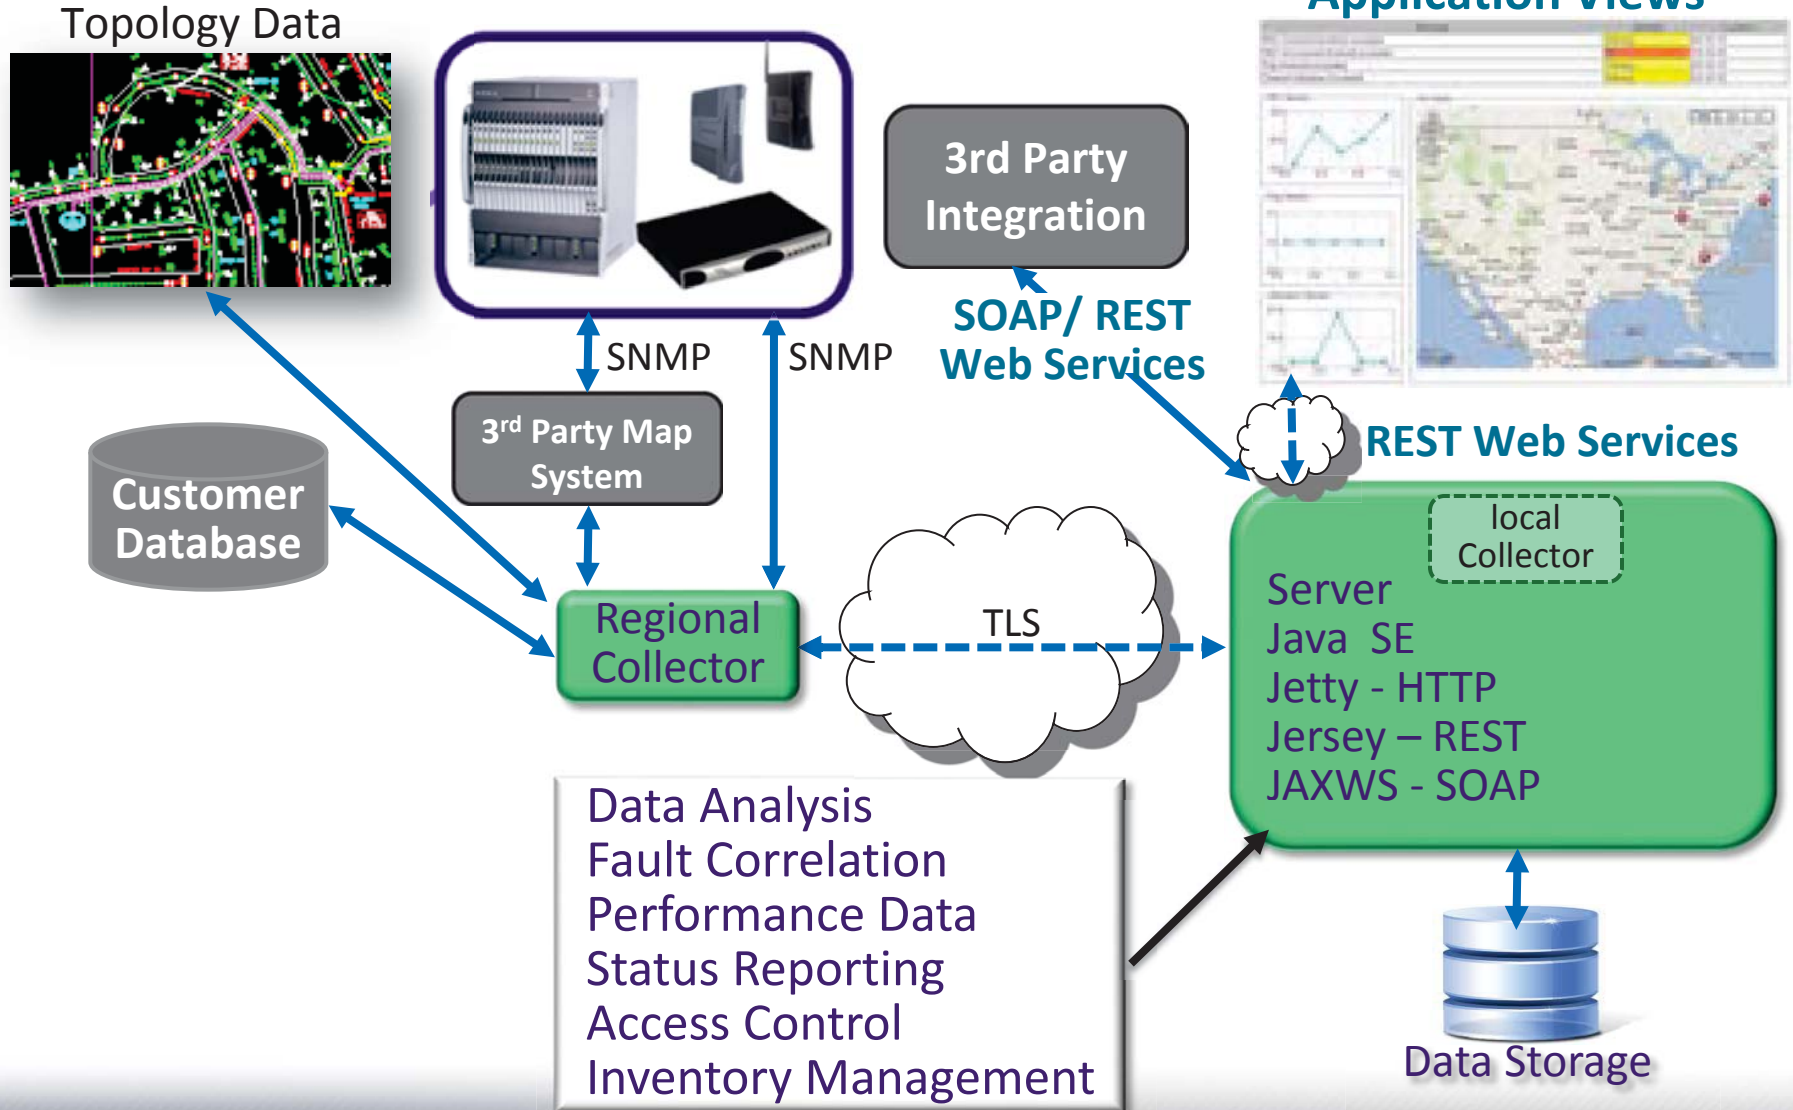 Application Views
Topology Data
3rd Party
Integration
SOAP/ REST
Web Services
SNMP
SNMP
3rd Party Map
System
REST Web Services
Customer
Database
local
Collector
Regional
Collector
TLS
Server
Java SE
Jetty - HTTP
Jersey – REST
JAXWS - SOAP
Data Analysis
Fault Correlation
Performance Data
Status Reporting
Access Control
Inventory Management
Data Storage